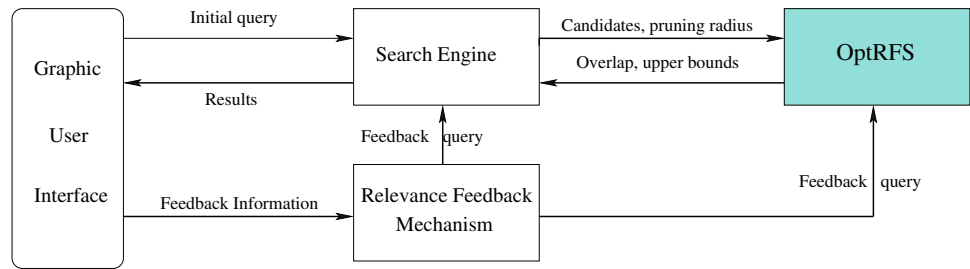 Graphic
User
Interface
Initial query
Results
Feedback Information
Search Engine
Feedback query
Relevance Feedback
Mechanism
Candidates, pruning radius
Overlap, upper bounds
OptRFS
Feedback query